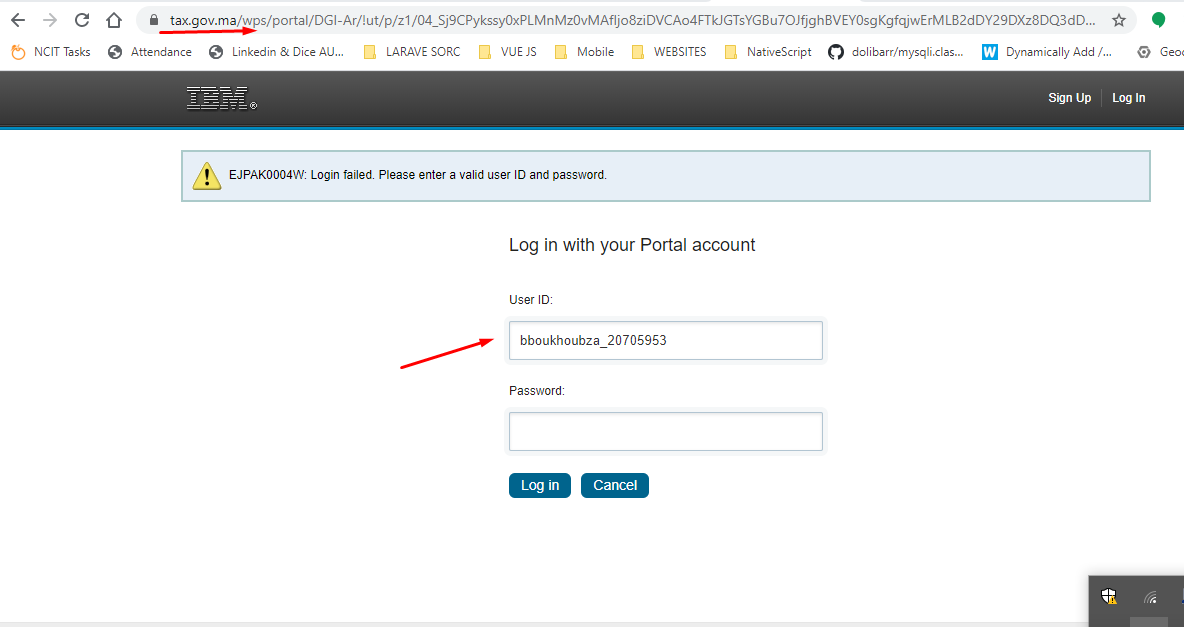 tax.gov.ma/wps/portal/DGI-Ar/!ut/p/z1/04_Sj9CPykssy0xPLMnMz0vMAfIjo8ziDVCAo4FTkJGTsYGBu7OJfjghBVEY0sgKgfqjwErMLB2dDY29DXz8DQ3dD...
NCIT Tasks Attendance Linkedin & Dice AU... LARAVE SORC VUE JS Mobile WEBSITES NativeScript dolibarr/mysqli.clas... W Dynamically Add /... Geoc
IBM®
Sign Up Log In
EJPAK0004W: Login failed. Please enter a valid user ID and password.
Log in with your Portal account
User ID:
bboukhoubza_20705953
Password:
Log in Cancel